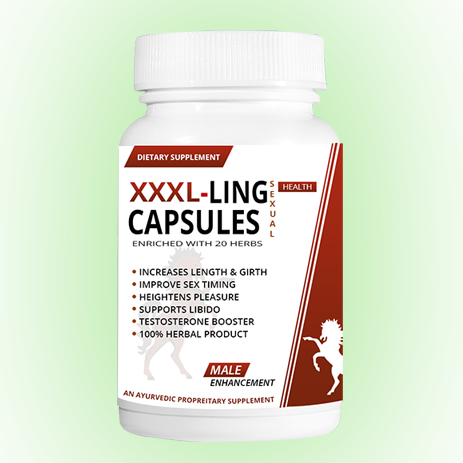 DIETARY SUPPLEMENT
XXXL-LING
CAPSULES
SEXUAL
HEALTH
ENRICHED WITH 20 HERBS
• INCREASES LENGTH & GIRTH
• IMPROVE SEX TIMING
• HEIGHTENS PLEASURE
• SUPPORTS LIBIDO
• TESTOSTERONE BOOSTER
• 100% HERBAL PRODUCT
MALE
ENHANCEMENT
AN AYURVEDIC PROPREITARY SUPPLEMENT